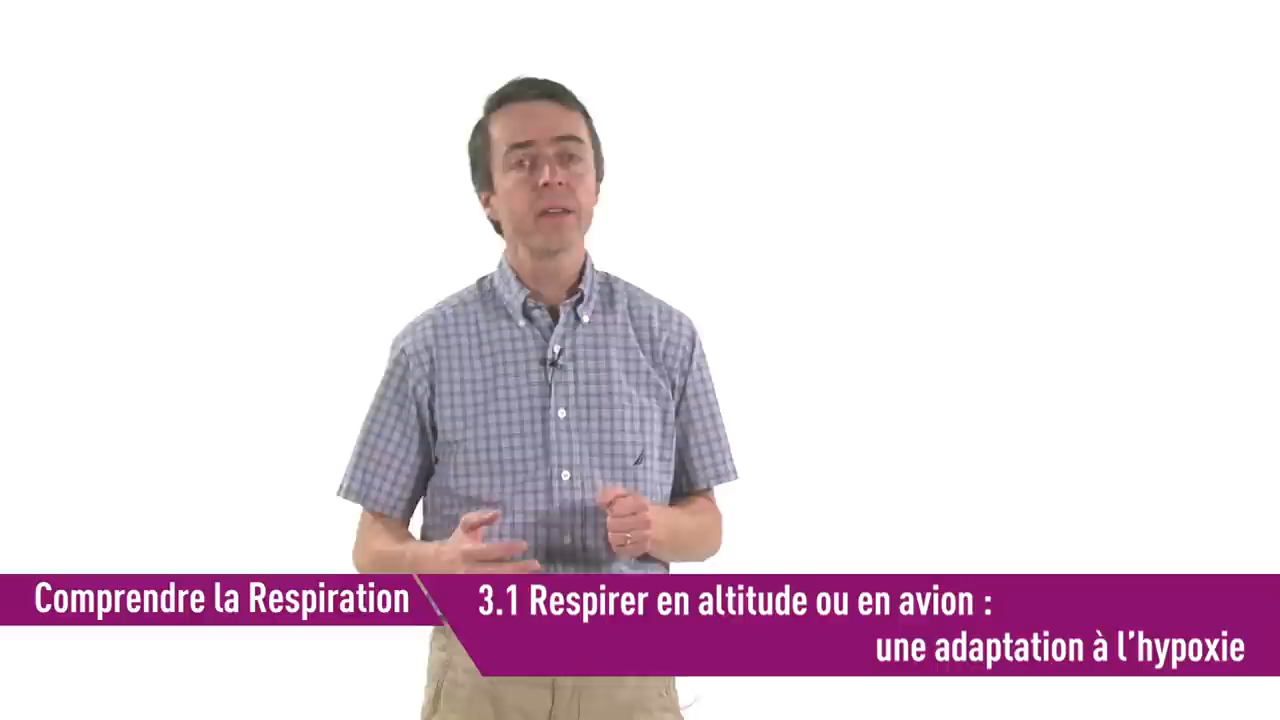 Comprendre la Respiration
3.1 Respirer en altitude ou en avion :
une adaptation à l’hypoxie